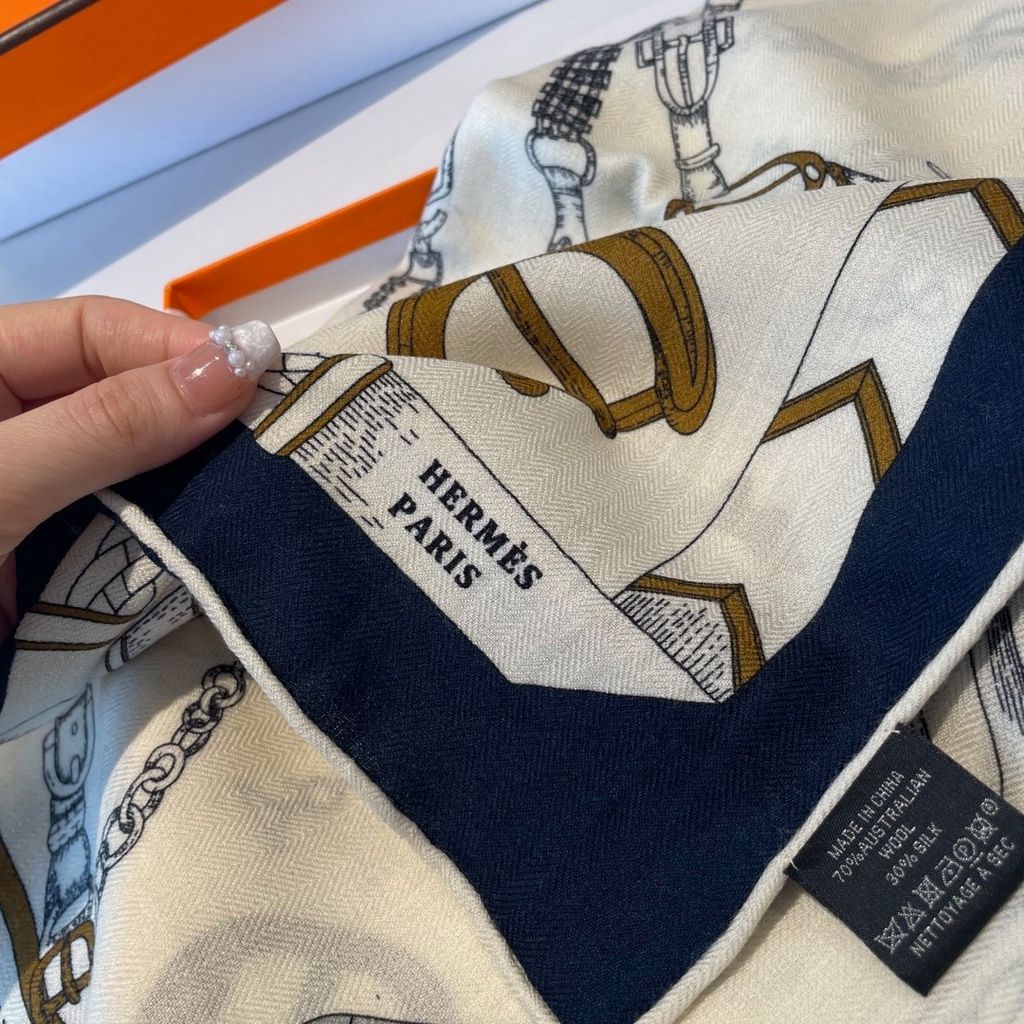 HERMÈS
PARIS
MADE IN CHINA
70%AUSTRALIAN
WOOL
30% SILK
NETTOYAGE A SEC